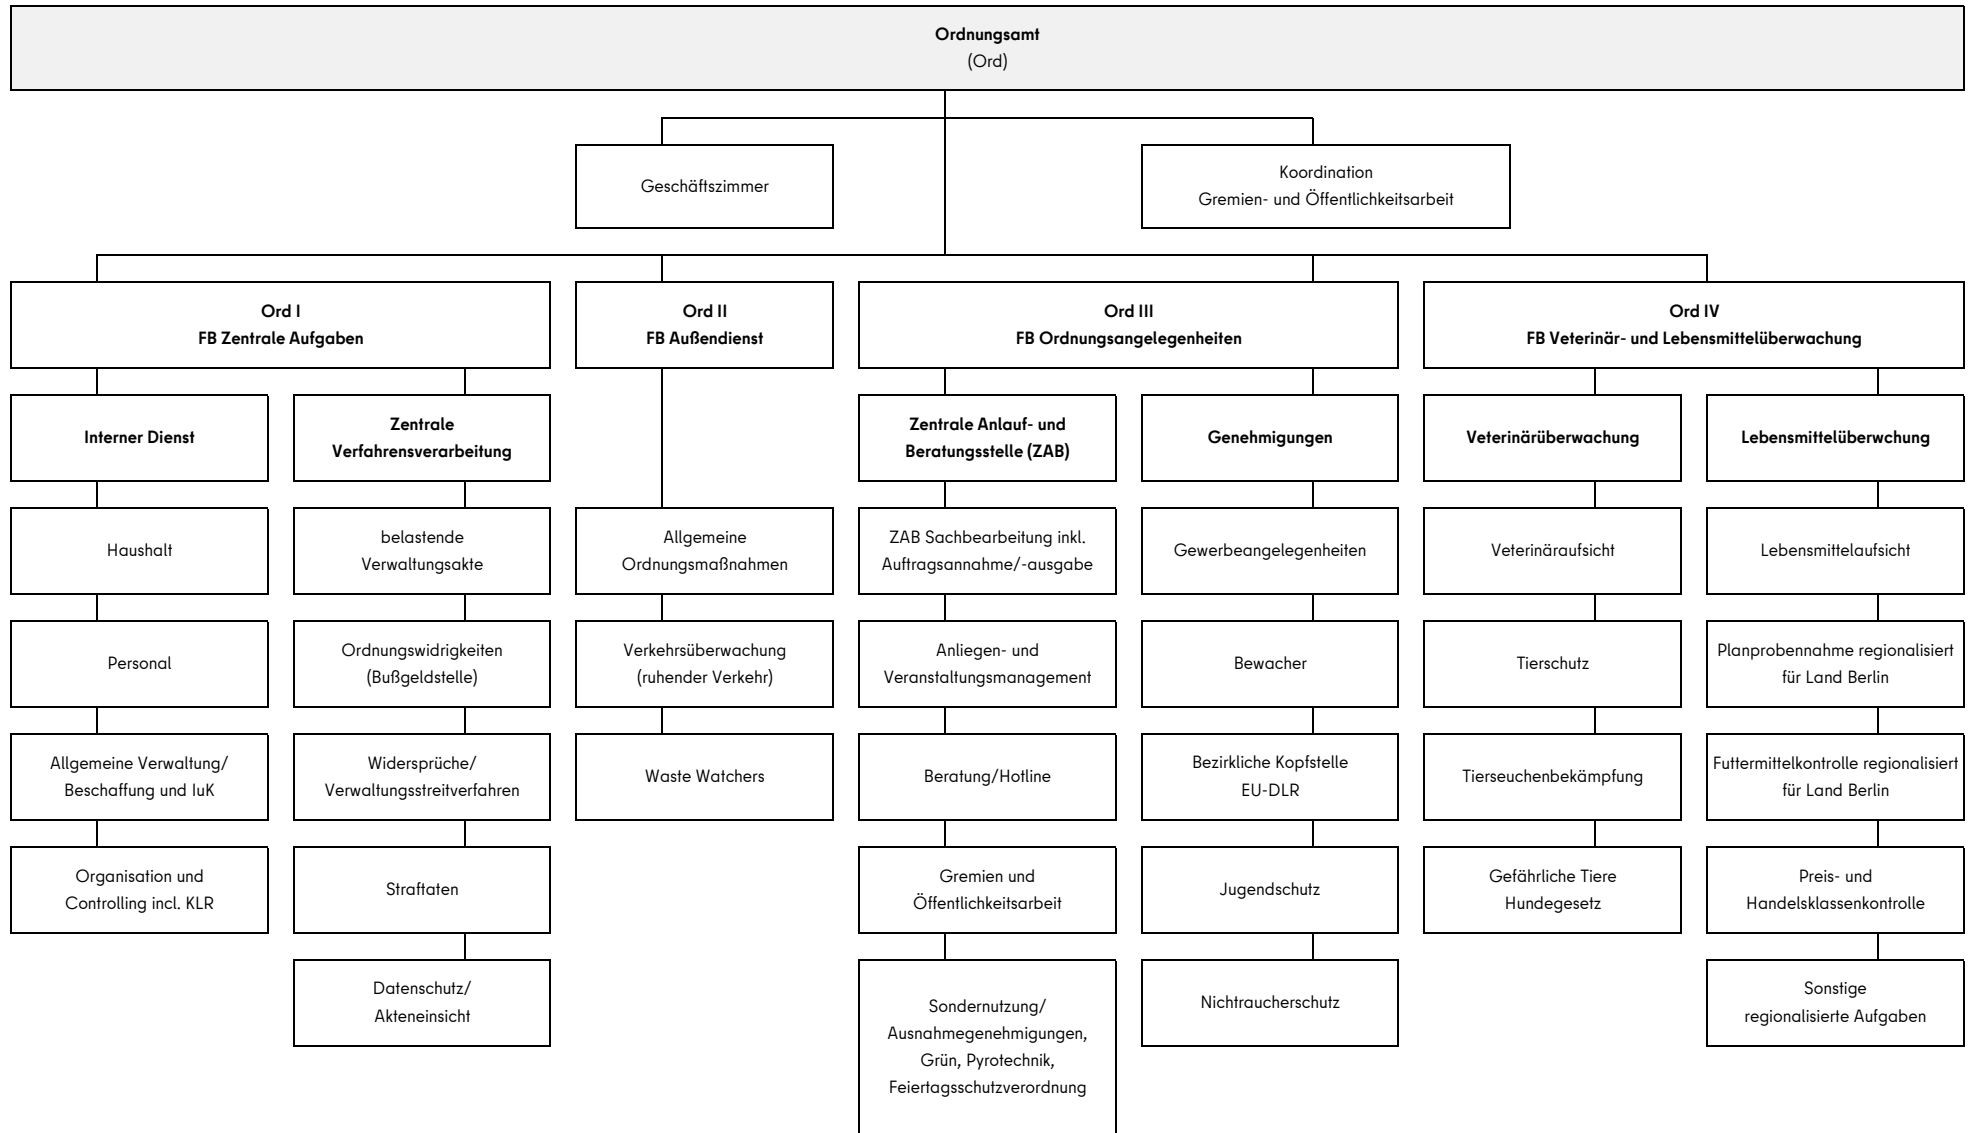 Ordnungsamt
(Ord)
Geschäftszimmer
Koordination
Gremien- und Öffentlichkeitsarbeit
Ord I
FB Zentrale Aufgaben
Ord II
FB Außendienst
Ord III
FB Ordnungsangelegenheiten
Ord IV
FB Veterinär- und Lebensmittelüberwachung
Interner Dienst
Zentrale
Verfahrensverarbeitung
Zentrale Anlauf- und
Beratungsstelle (ZAB)
Genehmigungen
Veterinärüberwachung
Lebensmittelüberwchung
Haushalt
belastende
Verwaltungsakte
Allgemeine
Ordnungsmaßnahmen
ZAB Sachbearbeitung inkl.
Auftragsannahme/-ausgabe
Gewerbeangelegenheiten
Veterinäraufsicht
Lebensmittelaufsicht
Personal
Ordnungswidrigkeiten
(Bußgeldstelle)
Verkehrsüberwachung
(ruhender Verkehr)
Anliegen- und
Veranstaltungsmanagement
Bewacher
Tierschutz
Planprobennahme regionalisiert
für Land Berlin
Allgemeine Verwaltung/
Beschaffung und IuK
Widersprüche/
Verwaltungsstreitverfahren
Waste Watchers
Beratung/Hotline
Bezirkliche Kopfstelle
EU-DLR
Tierseuchenbekämpfung
Futtermittelkontrolle regionalisiert
für Land Berlin
Organisation und
Controlling incl. KLR
Straftaten
Gremien und
Öffentlichkeitsarbeit
Jugendschutz
Gefährliche Tiere
Hundegesetz
Preis- und
Handelsklassenkontrolle
Datenschutz/
Akteneinsicht
Sondernutzung/
Ausnahmegenehmigungen,
Grün, Pyrotechnik,
Feiertagsschutzverordnung
Nichtraucherschutz
Sonstige
regionalisierte Aufgaben